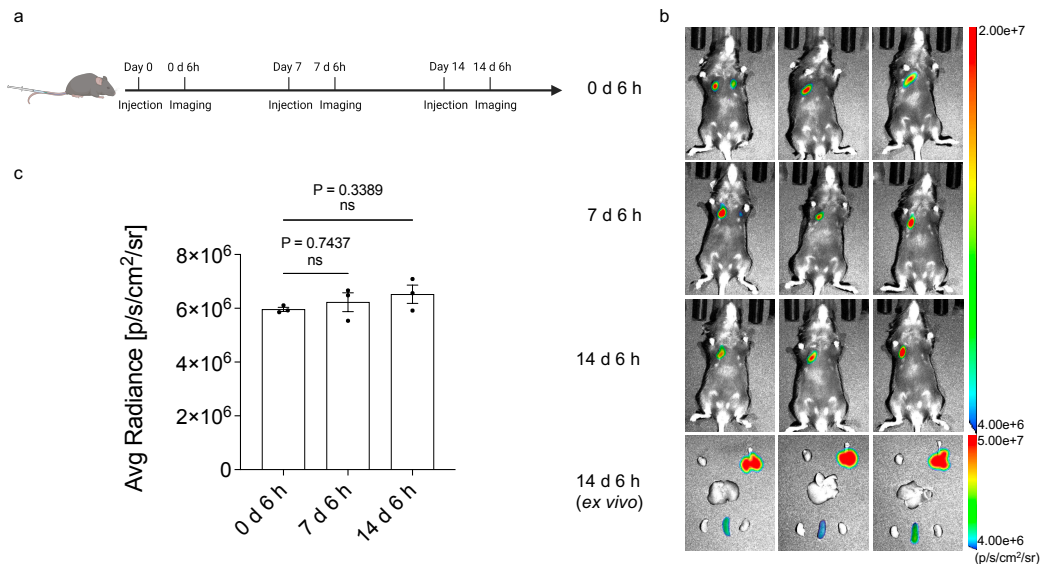 a
Day 0 0 d 6h Day 7 7 d 6h Day 14 14 d 6h
Injection Imaging Injection Imaging Injection Imaging
b
2.00e+7
0 d 6 h
7 d 6 h
14 d 6 h
4.00e+6
5.00e+7
14 d 6 h
(ex vivo)
4.00e+6
(p/s/cm²/sr)
c
P = 0.3389
ns
P = 0.7437
ns
Avg Radiance [p/s/cm²/sr]
8×10⁶
6×10⁶
4×10⁶
2×10⁶
0
0 d 6 h
7 d 6 h
14 d 6 h